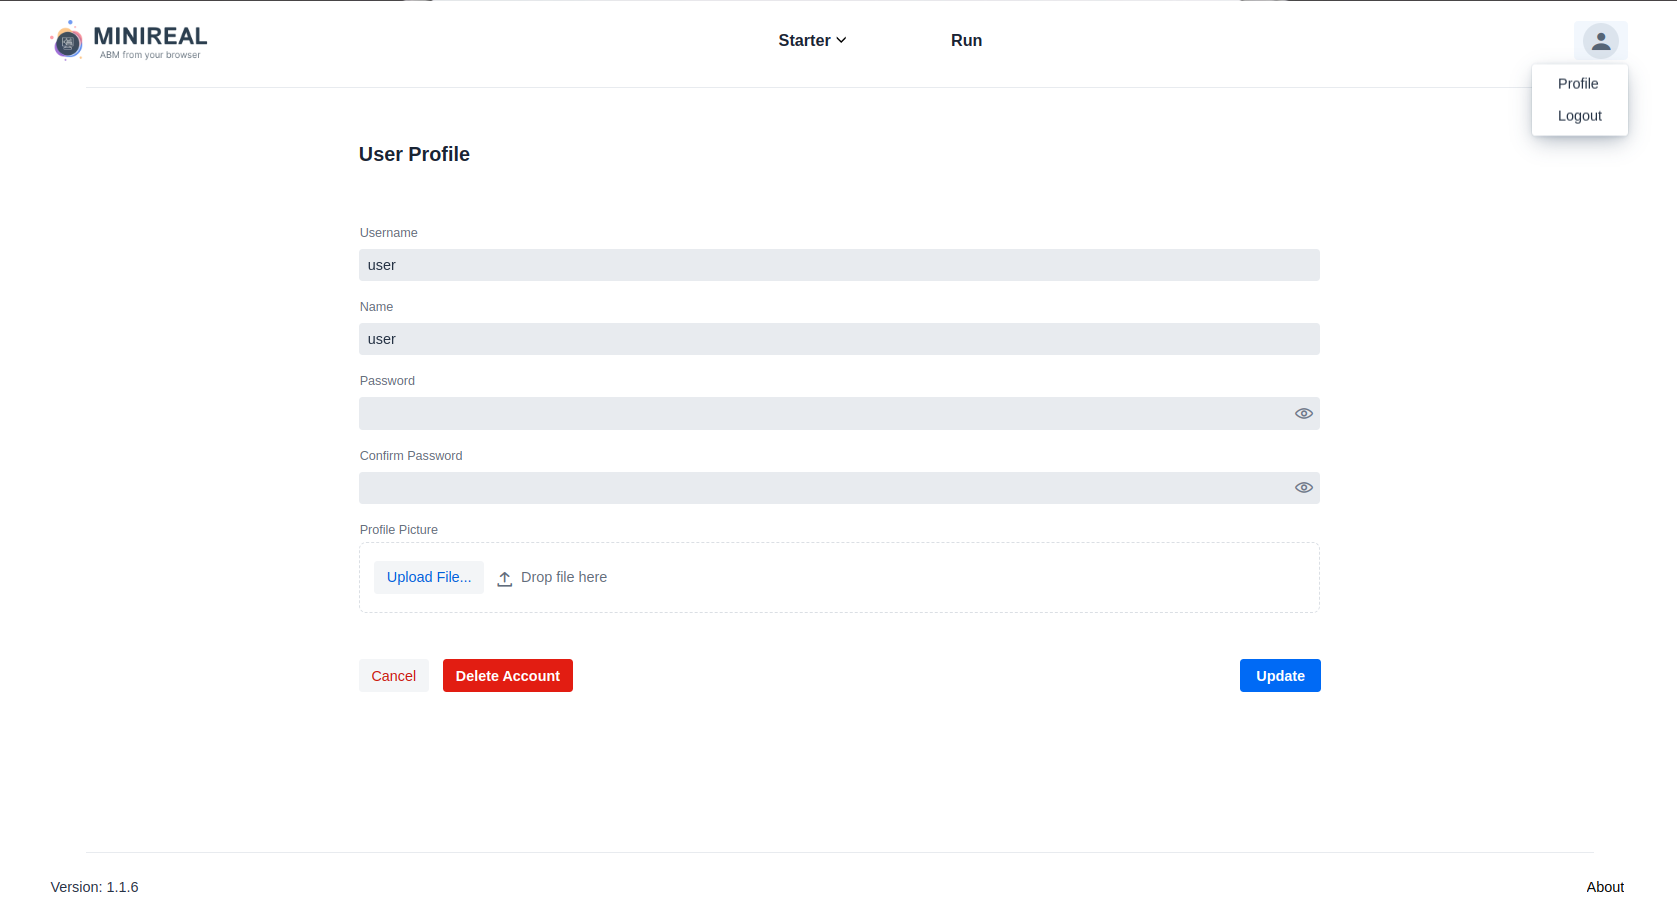 MINIREAL
ABM from your browser
Starter
Run
Profile
Logout
User Profile
Username
user
Name
user
Password
Confirm Password
Profile Picture
Upload File...
Drop file here
Cancel
Delete Account
Update
Version: 1.1.6
About